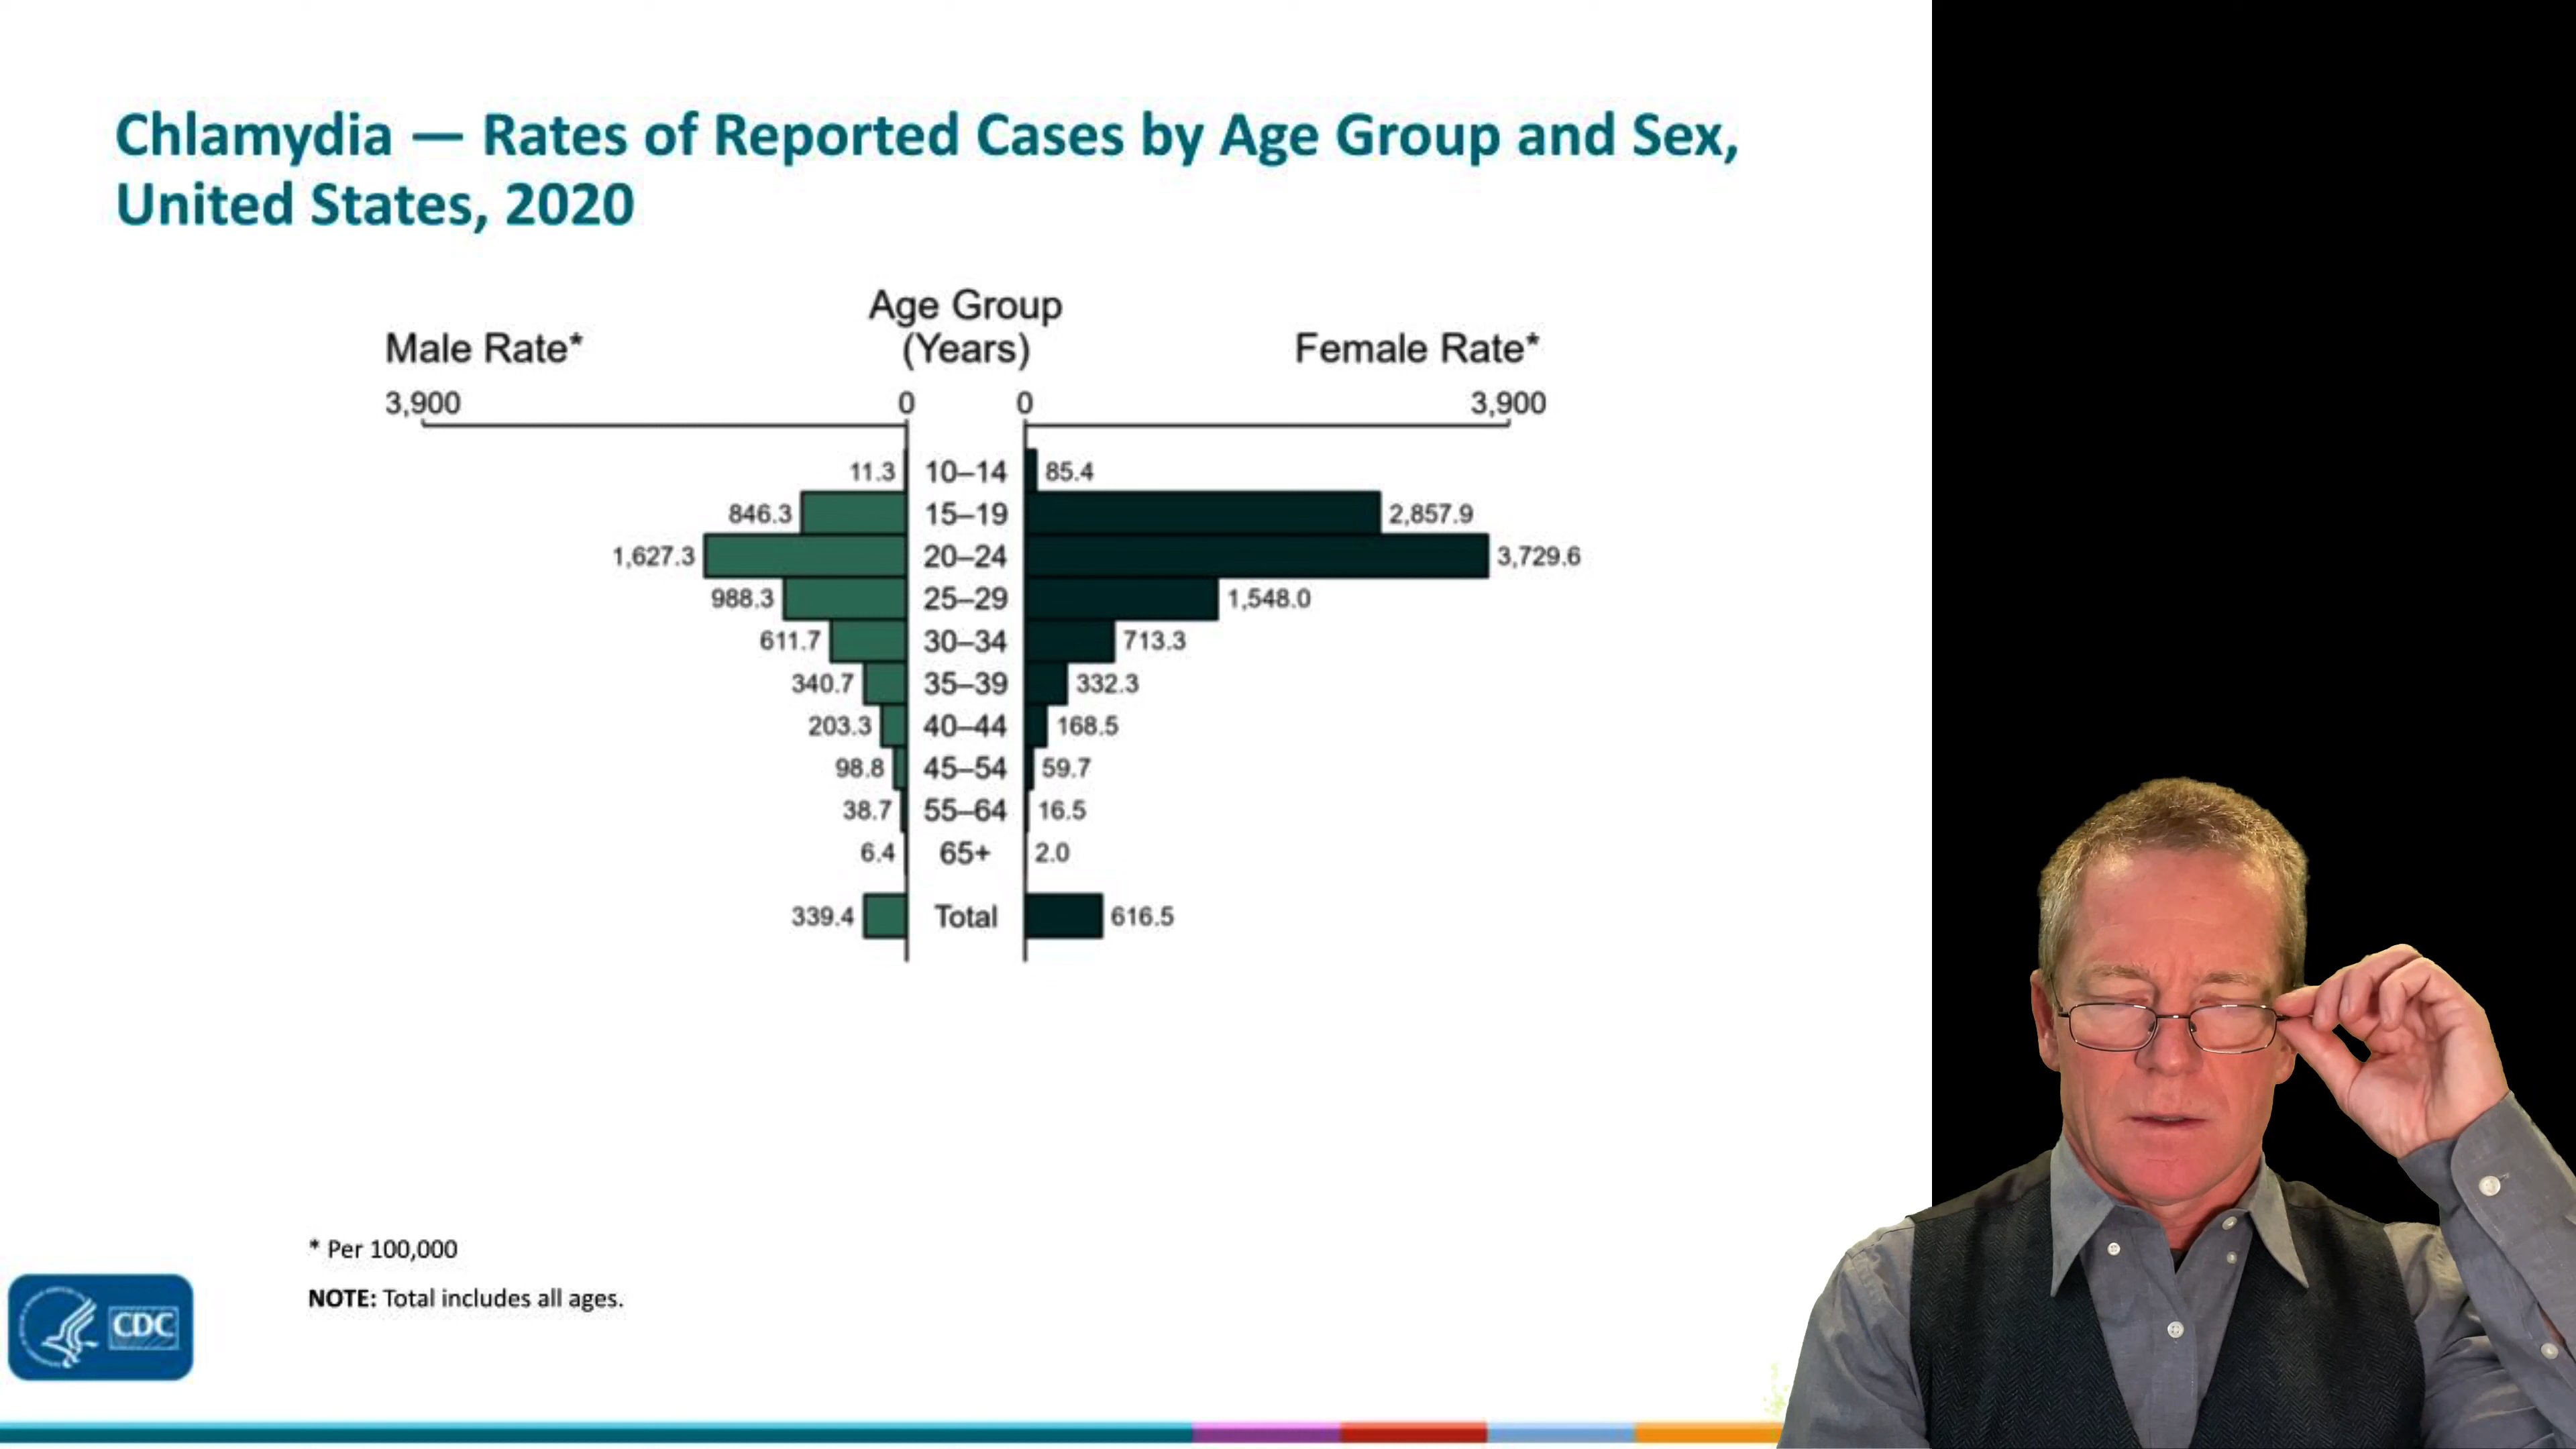 Chlamydia — Rates of Reported Cases by Age Group and Sex,
United States, 2020
Age Group
Male Rate* (Years) Female Rate*
3,900 0 0 3,900
11.3 10–14 85.4
846.3 15–19 2,857.9
1,627.3 20–24 3,729.6
988.3 25–29 1,548.0
611.7 30–34 713.3
340.7 35–39 332.3
203.3 40–44 168.5
98.8 45–54 59.7
38.7 55–64 16.5
6.4 65+ 2.0
339.4 Total 616.5
* Per 100,000
NOTE: Total includes all ages.
CDC